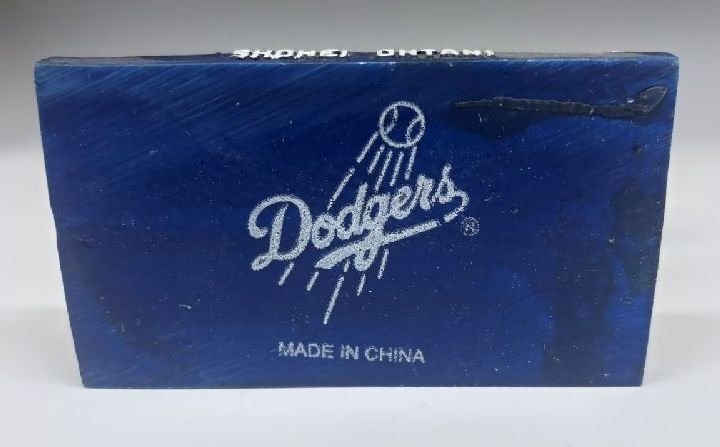 SHOHEI OHTANI
Dodgers ®
MADE IN CHINA